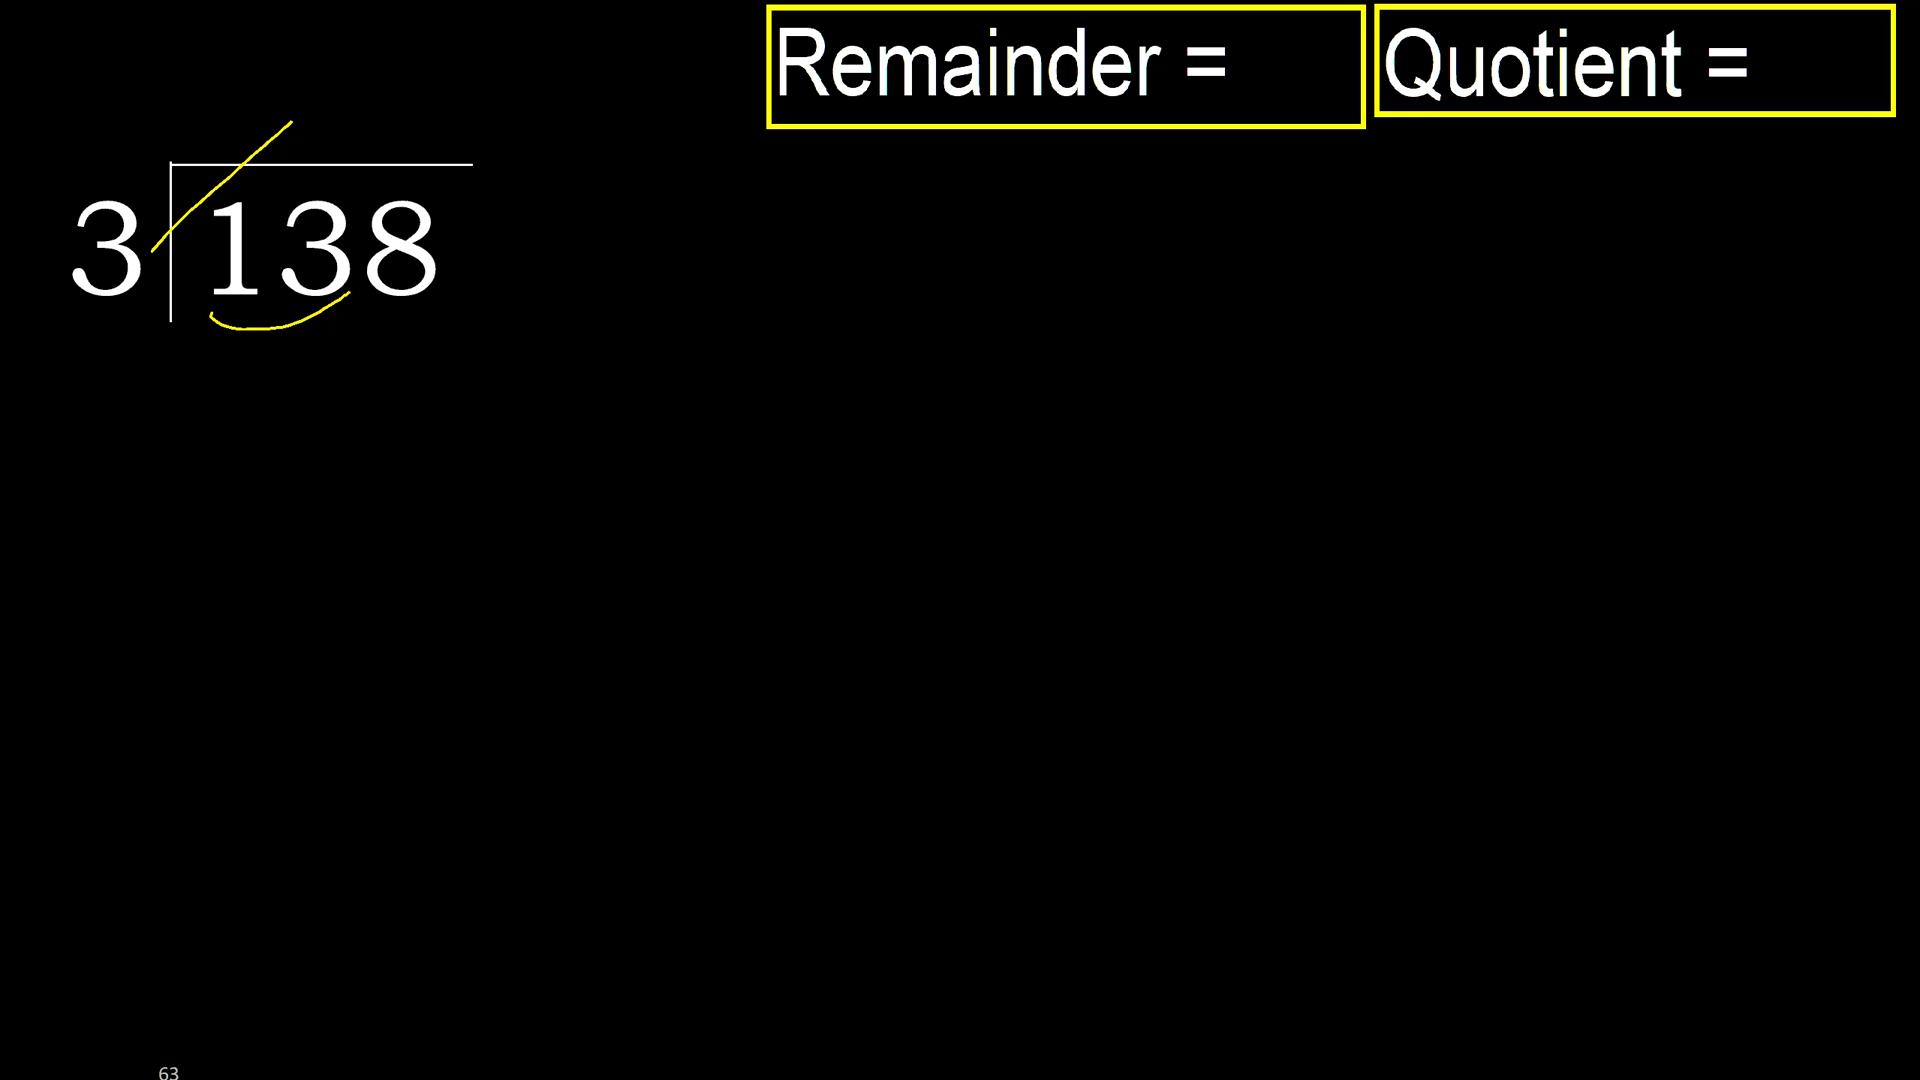 Remainder = Quotient =
3 138
63